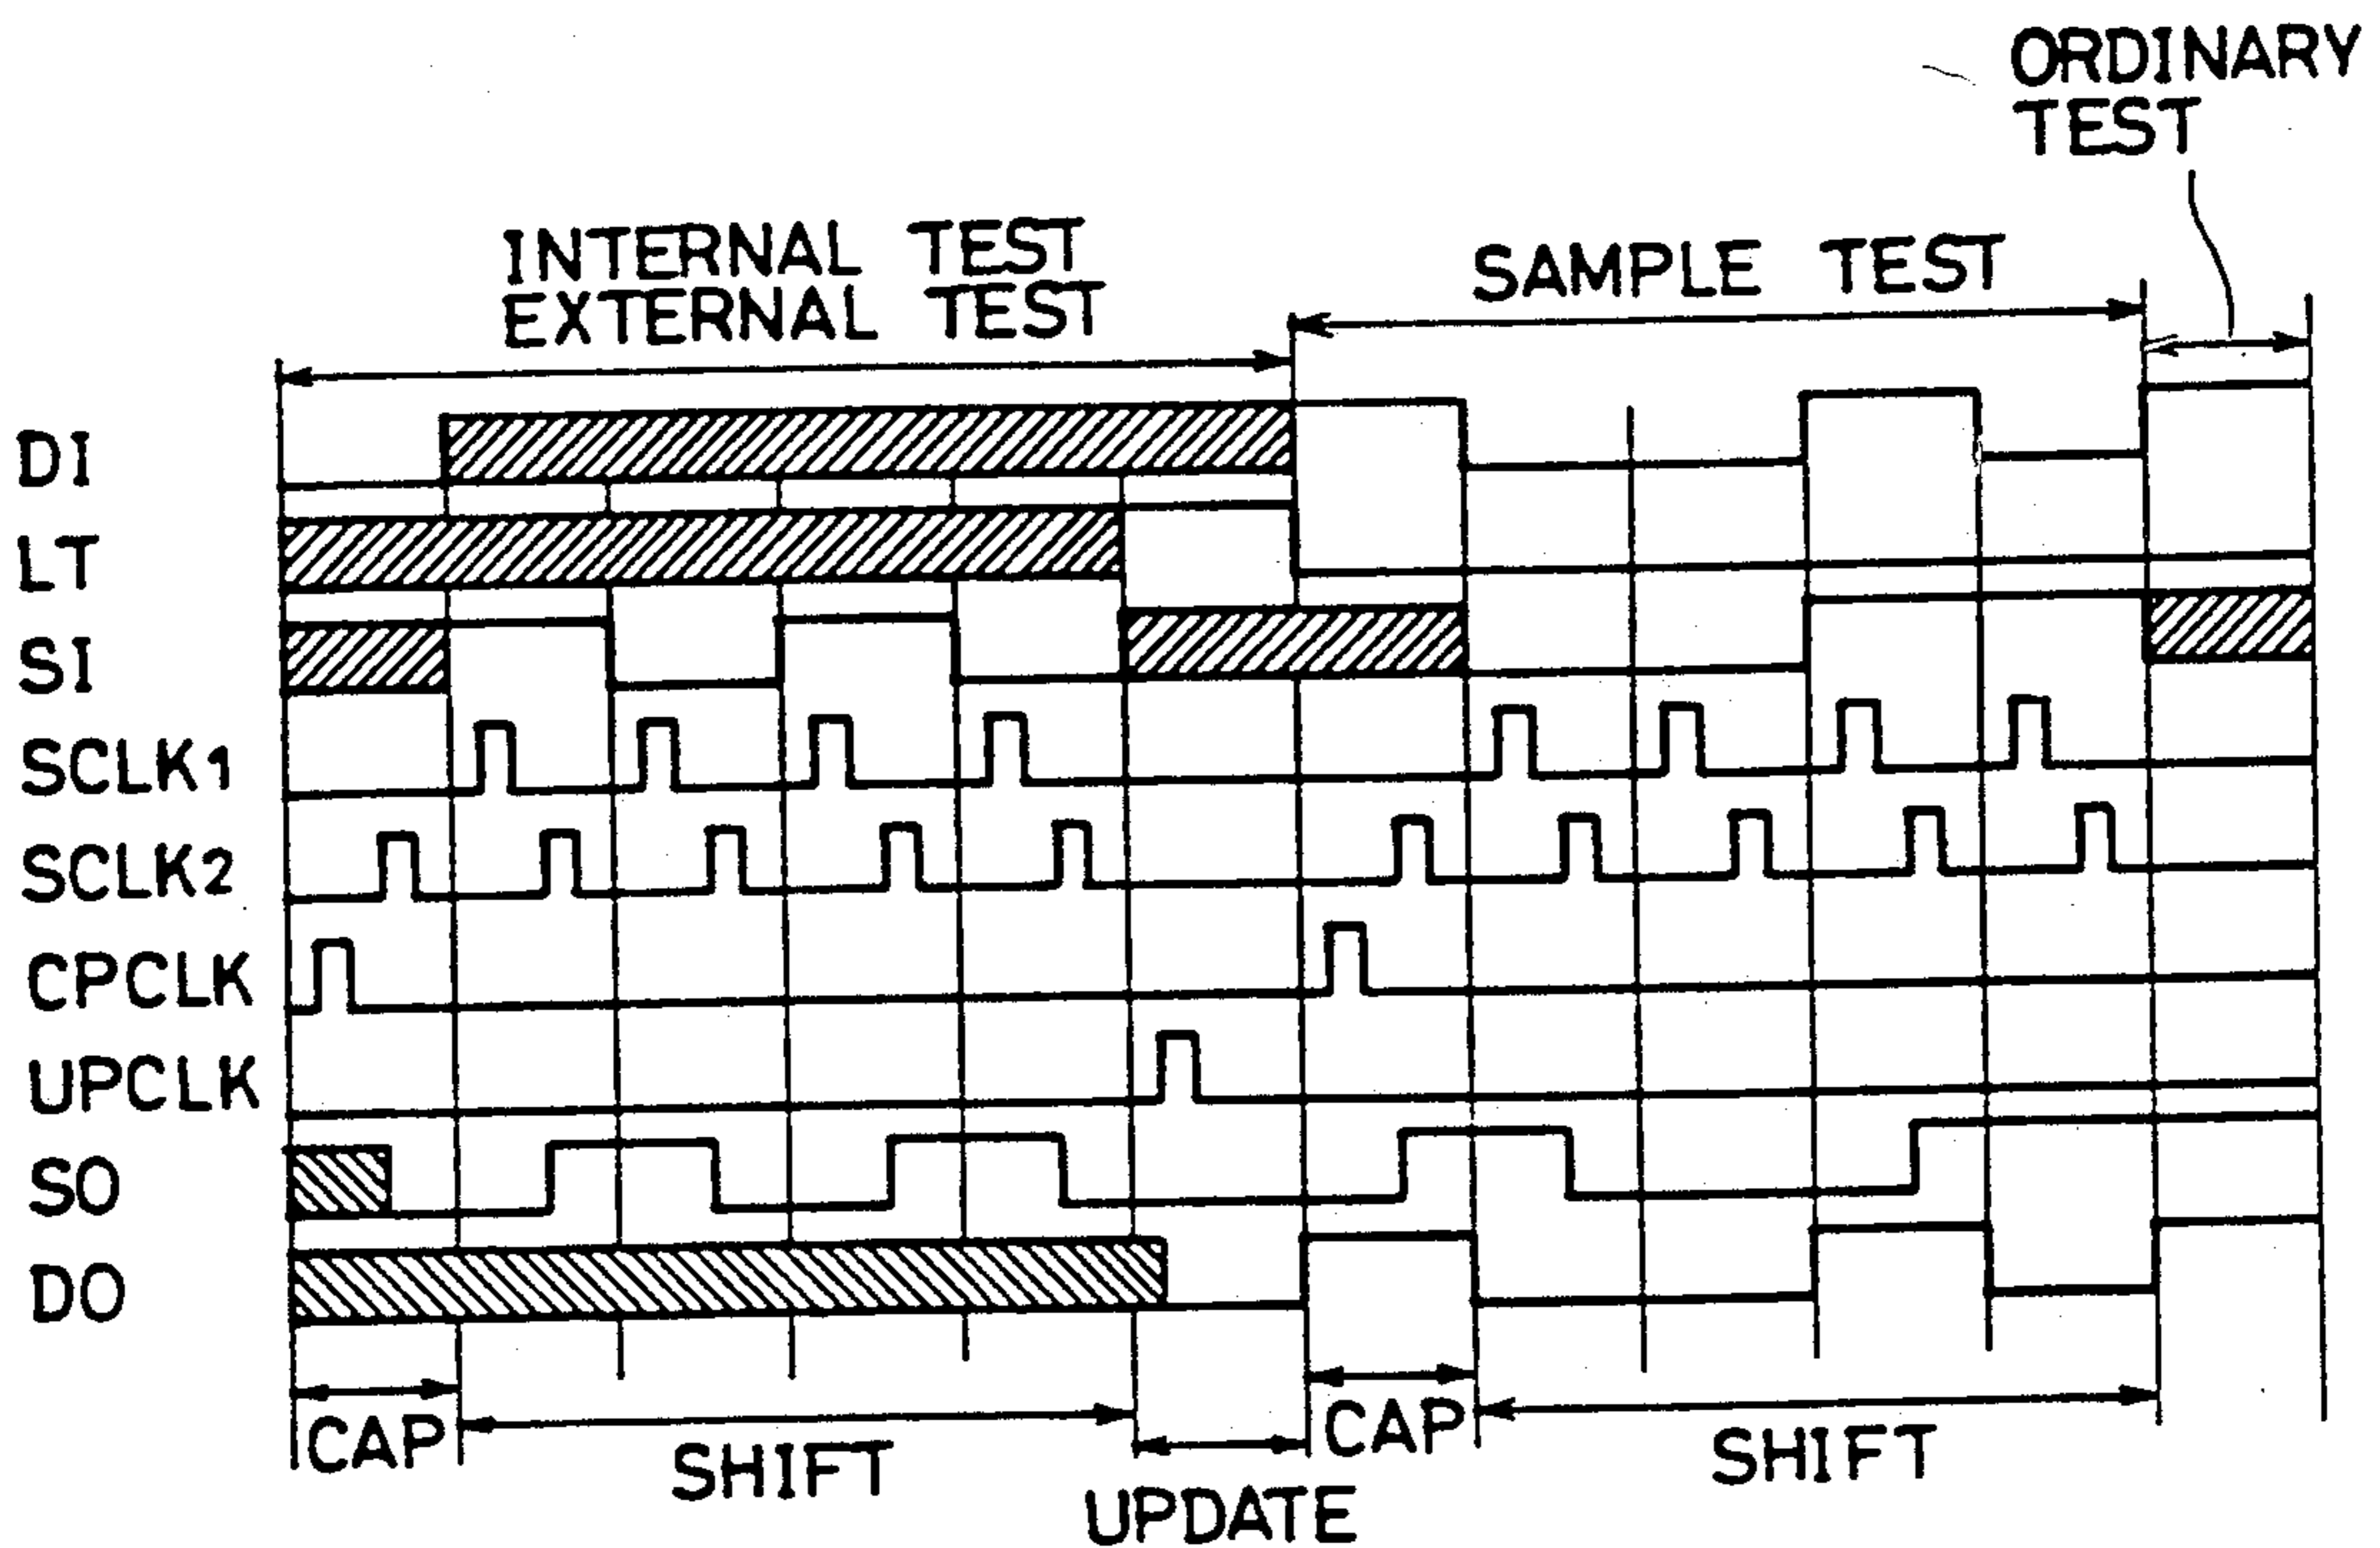 ORDINARY
TEST
INTERNAL TEST
EXTERNAL TEST
SAMPLE TEST
DI
LT
SI
SCLK1
SCLK2
CPCLK
UPCLK
SO
DO
CAP
SHIFT
UPDATE
CAP
SHIFT